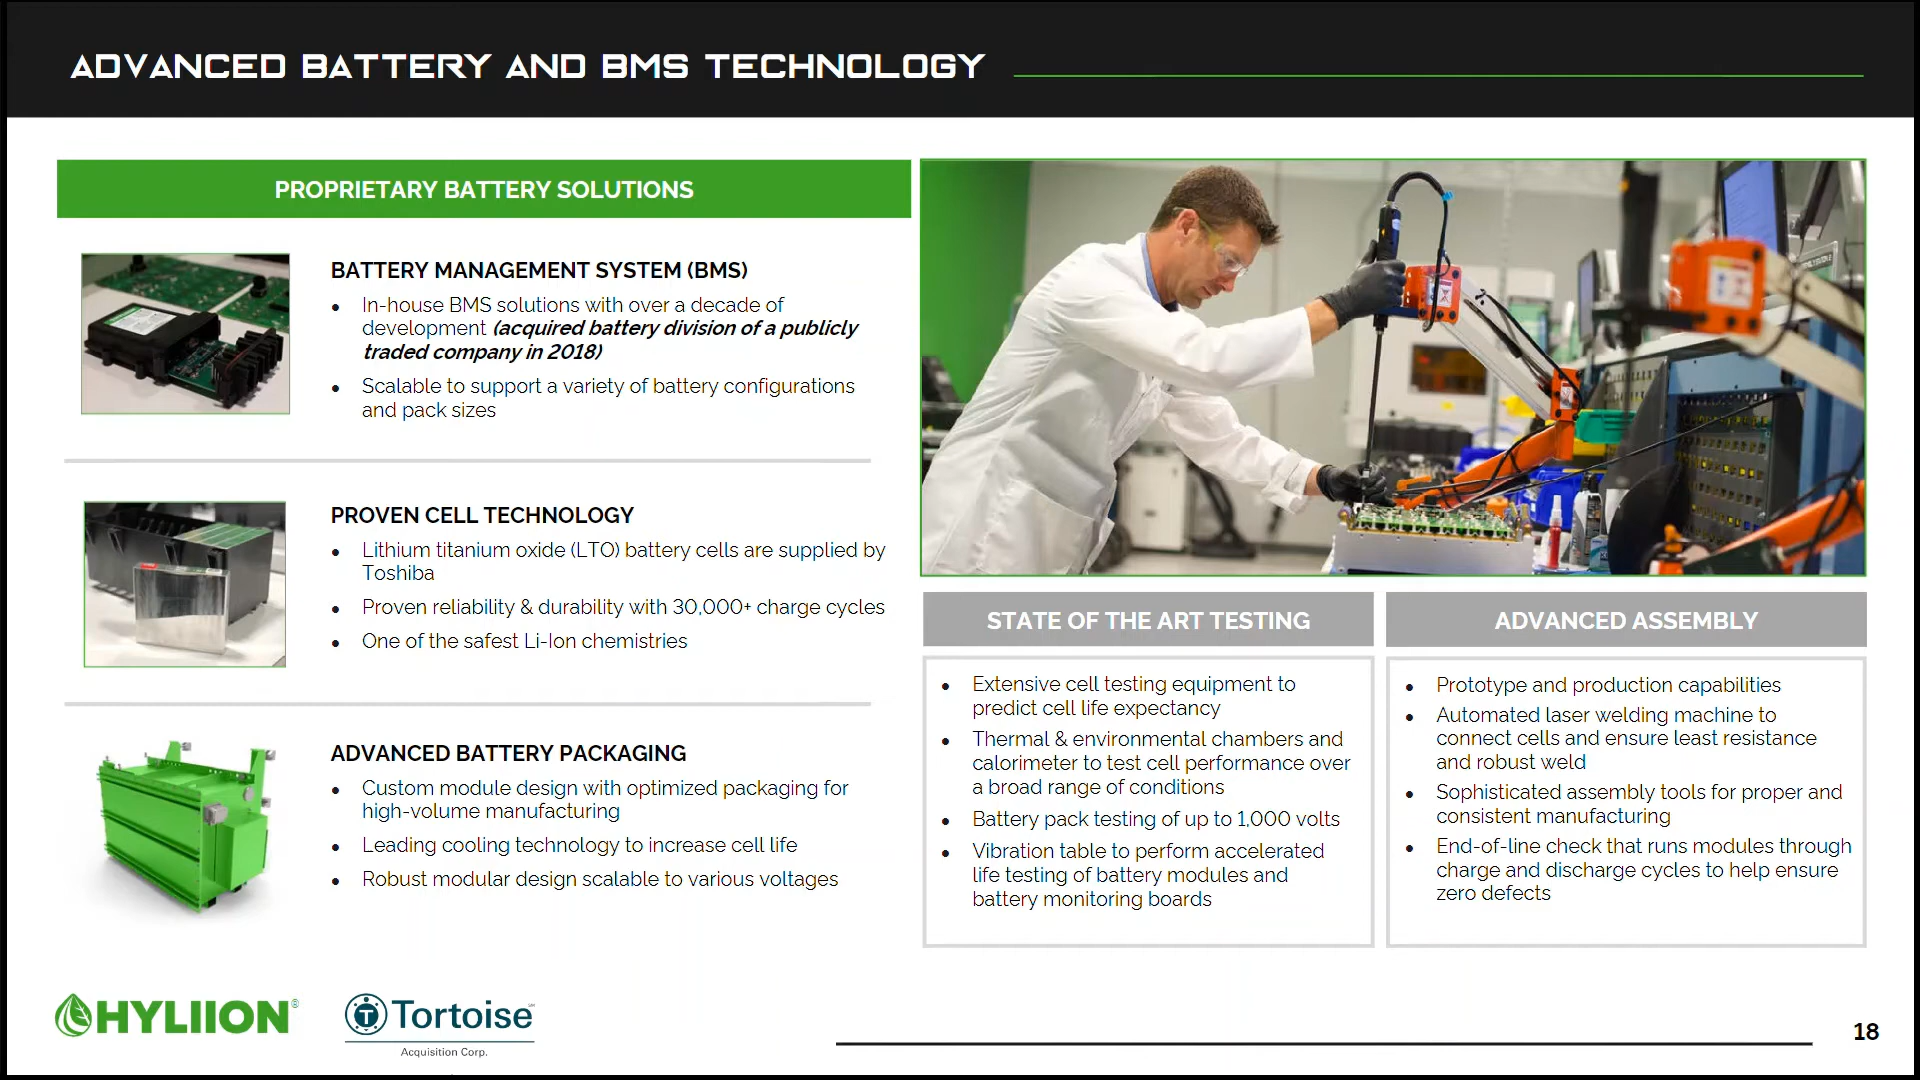 ADVANCED BATTERY AND BMS TECHNOLOGY
PROPRIETARY BATTERY SOLUTIONS
BATTERY MANAGEMENT SYSTEM (BMS)
• In-house BMS solutions with over a decade of
development (acquired battery division of a publicly
traded company in 2018)
• Scalable to support a variety of battery configurations
and pack sizes
PROVEN CELL TECHNOLOGY
• Lithium titanium oxide (LTO) battery cells are supplied by
Toshiba
• Proven reliability & durability with 30,000+ charge cycles
• One of the safest Li-Ion chemistries
ADVANCED BATTERY PACKAGING
• Custom module design with optimized packaging for
high-volume manufacturing
• Leading cooling technology to increase cell life
• Robust modular design scalable to various voltages
STATE OF THE ART TESTING
• Extensive cell testing equipment to
predict cell life expectancy
• Thermal & environmental chambers and
calorimeter to test cell performance over
a broad range of conditions
• Battery pack testing of up to 1,000 volts
• Vibration table to perform accelerated
life testing of battery modules and
battery monitoring boards
ADVANCED ASSEMBLY
• Prototype and production capabilities
• Automated laser welding machine to
connect cells and ensure least resistance
and robust weld
• Sophisticated assembly tools for proper and
consistent manufacturing
• End-of-line check that runs modules through
charge and discharge cycles to help ensure
zero defects
HYLIION®
Tortoise℠
Acquisition Corp.
18